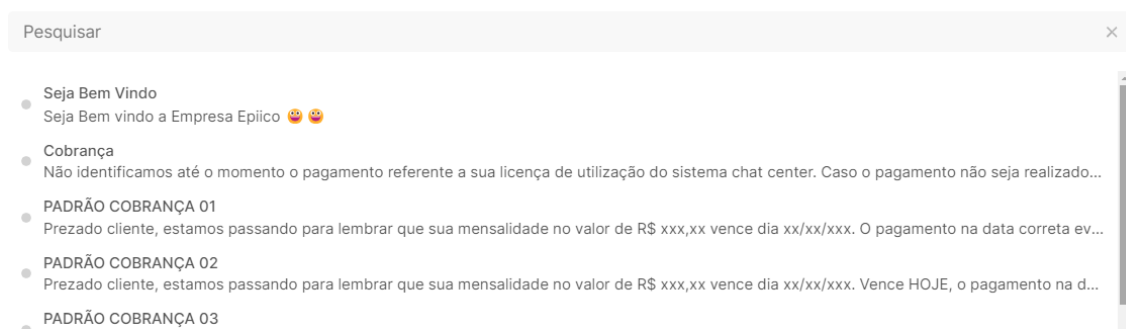 Pesquisar
Seja Bem Vindo
Seja Bem vindo a Empresa Epiico 😀 😀
Cobrança
Não identificamos até o momento o pagamento referente a sua licença de utilização do sistema chat center. Caso o pagamento não seja realizado...
PADRÃO COBRANÇA 01
Prezado cliente, estamos passando para lembrar que sua mensalidade no valor de R$ xxx,xx vence dia xx/xx/xxx. O pagamento na data correta ev...
PADRÃO COBRANÇA 02
Prezado cliente, estamos passando para lembrar que sua mensalidade no valor de R$ xxx,xx vence dia xx/xx/xxx. Vence HOJE, o pagamento na d...
PADRÃO COBRANÇA 03